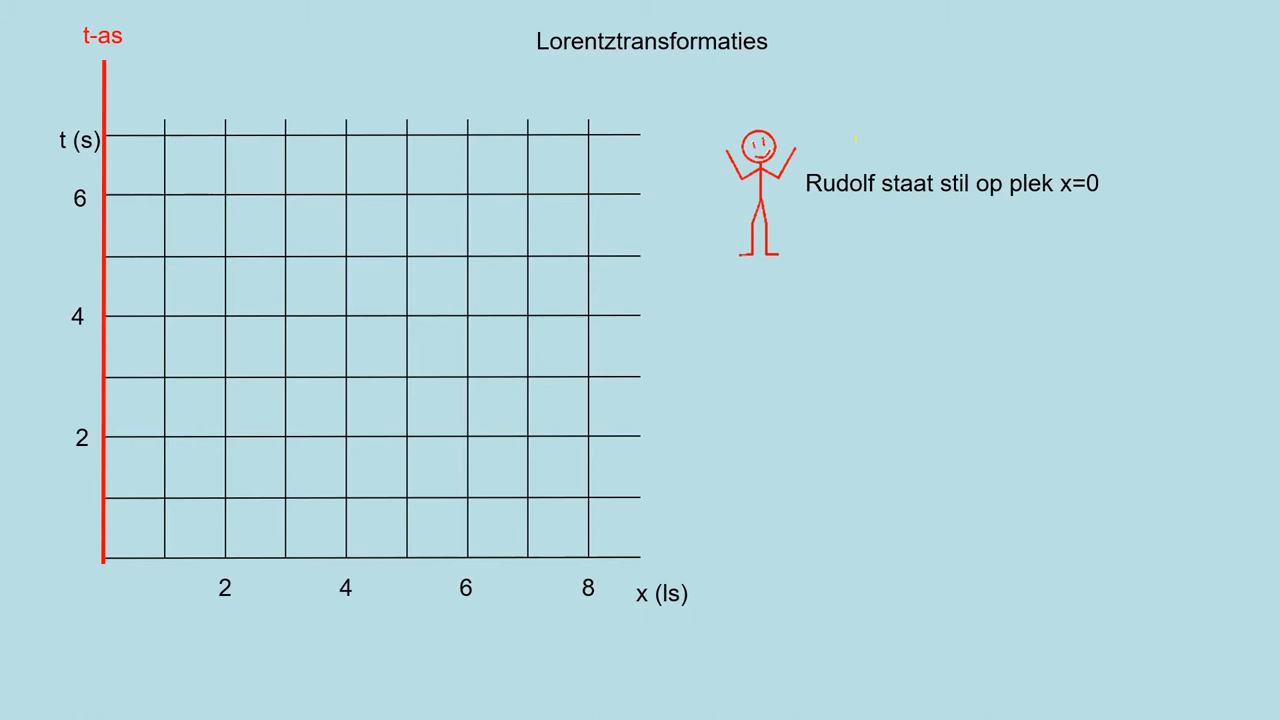 Lorentztransformaties
t-as
t (s)
6
4
2
2 4 6 8 x (ls)
Rudolf staat stil op plek x=0